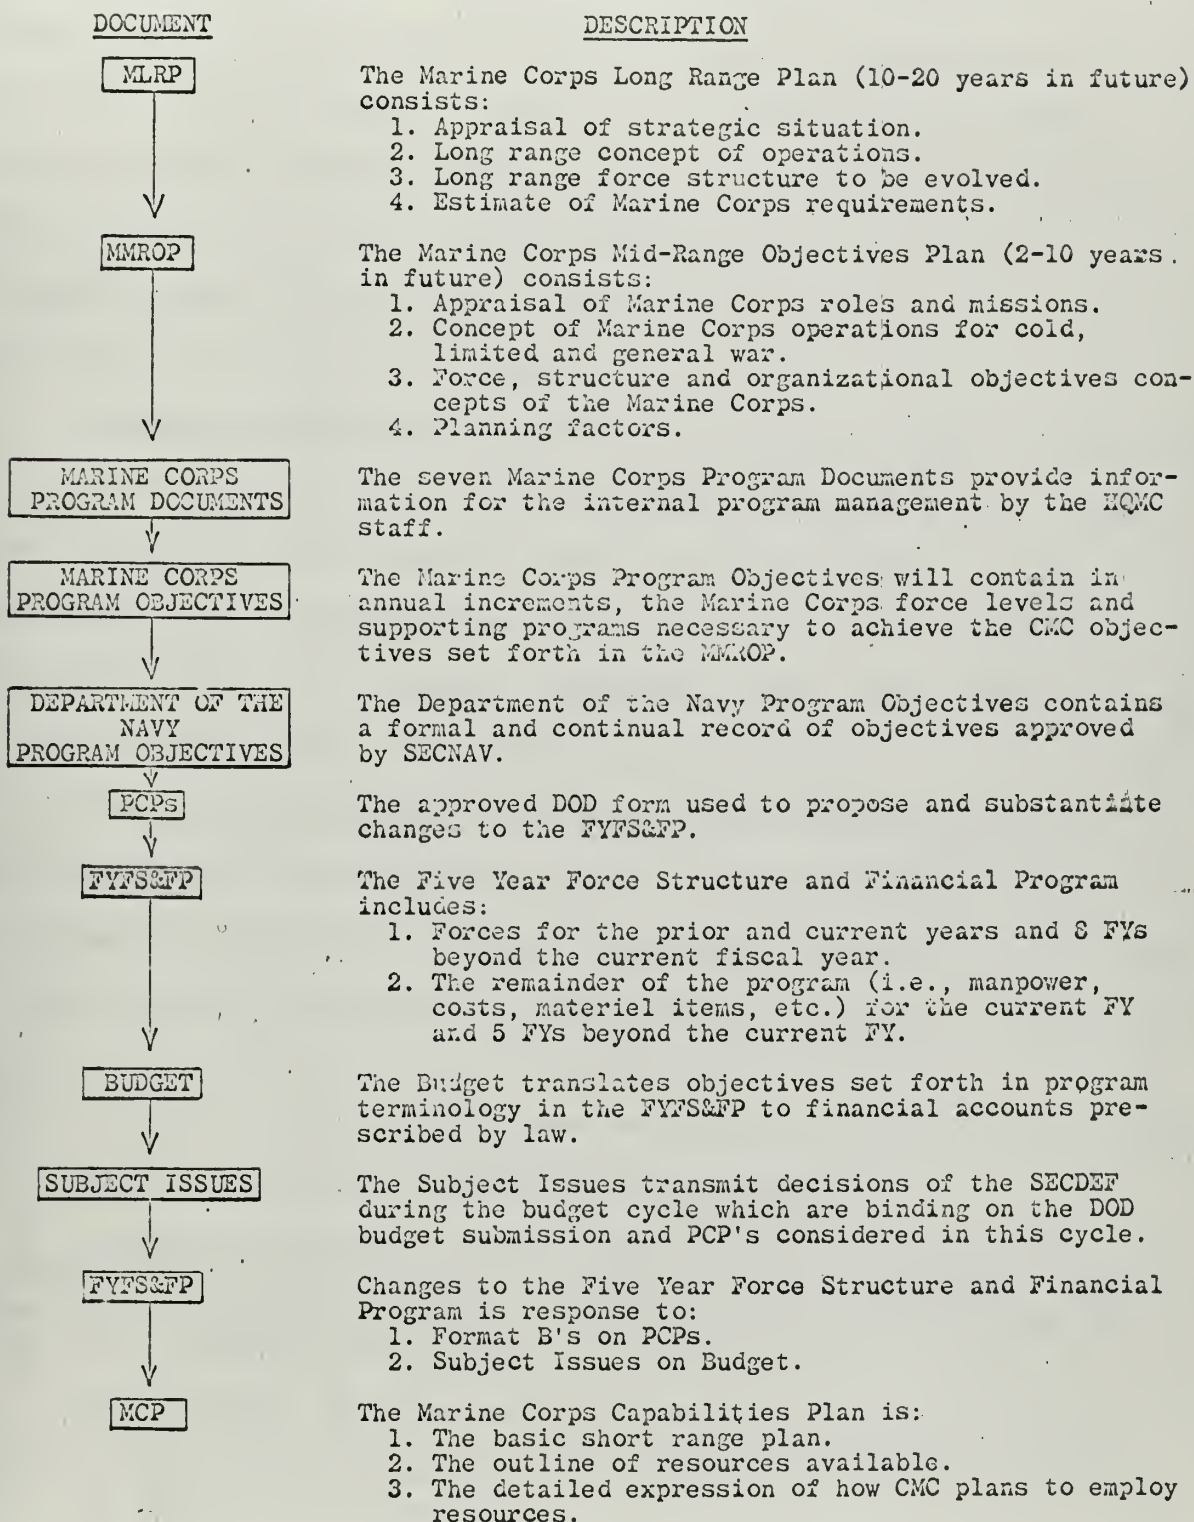 DOCUMENT DESCRIPTION
MLRP
The Marine Corps Long Range Plan (10-20 years in future)
consists:
1. Appraisal of strategic situation.
2. Long range concept of operations.
3. Long range force structure to be evolved.
4. Estimate of Marine Corps requirements.
MMROP
The Marine Corps Mid-Range Objectives Plan (2-10 years
in future) consists:
1. Appraisal of Marine Corps roles and missions.
2. Concept of Marine Corps operations for cold,
limited and general war.
3. Force, structure and organizational objectives con-
cepts of the Marine Corps.
4. Planning factors.
MARINE CORPS
PROGRAM DOCUMENTS
The seven Marine Corps Program Documents provide infor-
mation for the internal program management by the HQMC
staff.
MARINE CORPS
PROGRAM OBJECTIVES
The Marine Corps Program Objectives will contain in
annual increments, the Marine Corps force levels and
supporting programs necessary to achieve the CMC objec-
tives set forth in the MMROP.
DEPARTMENT OF THE
NAVY
PROGRAM OBJECTIVES
The Department of the Navy Program Objectives contains
a formal and continual record of objectives approved
by SECNAV.
PCPs
The approved DOD form used to propose and substantiate
changes to the FYFS&FP.
FYFS&FP
The Five Year Force Structure and Financial Program
includes:
1. Forces for the prior and current years and 8 FYs
beyond the current fiscal year.
2. The remainder of the program (i.e., manpower,
costs, materiel items, etc.) for the current FY
and 5 FYs beyond the current FY.
BUDGET
The Budget translates objectives set forth in program
terminology in the FYFS&FP to financial accounts pre-
scribed by law.
SUBJECT ISSUES
The Subject Issues transmit decisions of the SECDEF
during the budget cycle which are binding on the DOD
budget submission and PCP's considered in this cycle.
FYFS&FP
Changes to the Five Year Force Structure and Financial
Program is response to:
1. Format B's on PCPs.
2. Subject Issues on Budget.
MCP
The Marine Corps Capabilities Plan is:
1. The basic short range plan.
2. The outline of resources available.
3. The detailed expression of how CMC plans to employ
resources.